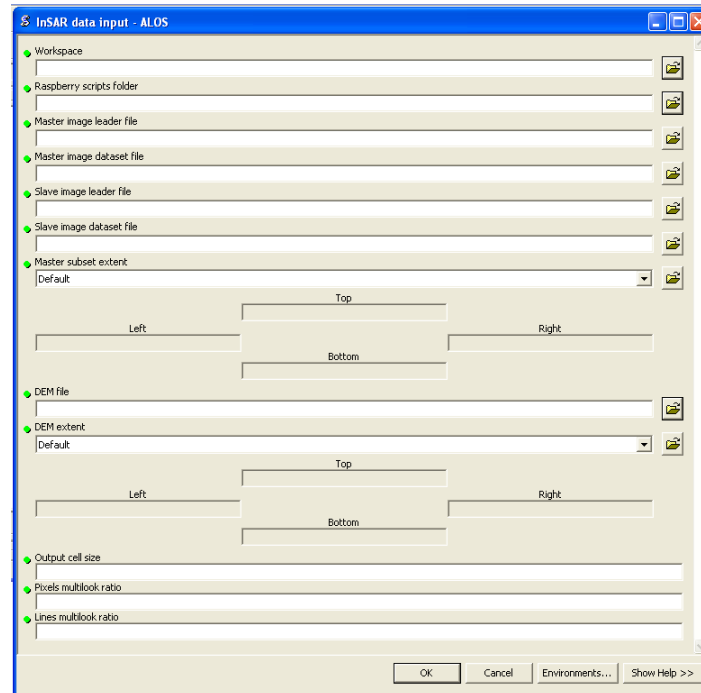 InSAR data input - ALOS
Workspace
Raspberry scripts folder
Master image leader file
Master image dataset file
Slave image leader file
Slave image dataset file
Master subset extent
Default
Top
Left Right
Bottom
DEM file
DEM extent
Default
Top
Left Right
Bottom
Output cell size
Pixels multilook ratio
Lines multilook ratio
OK Cancel Environments... Show Help >>